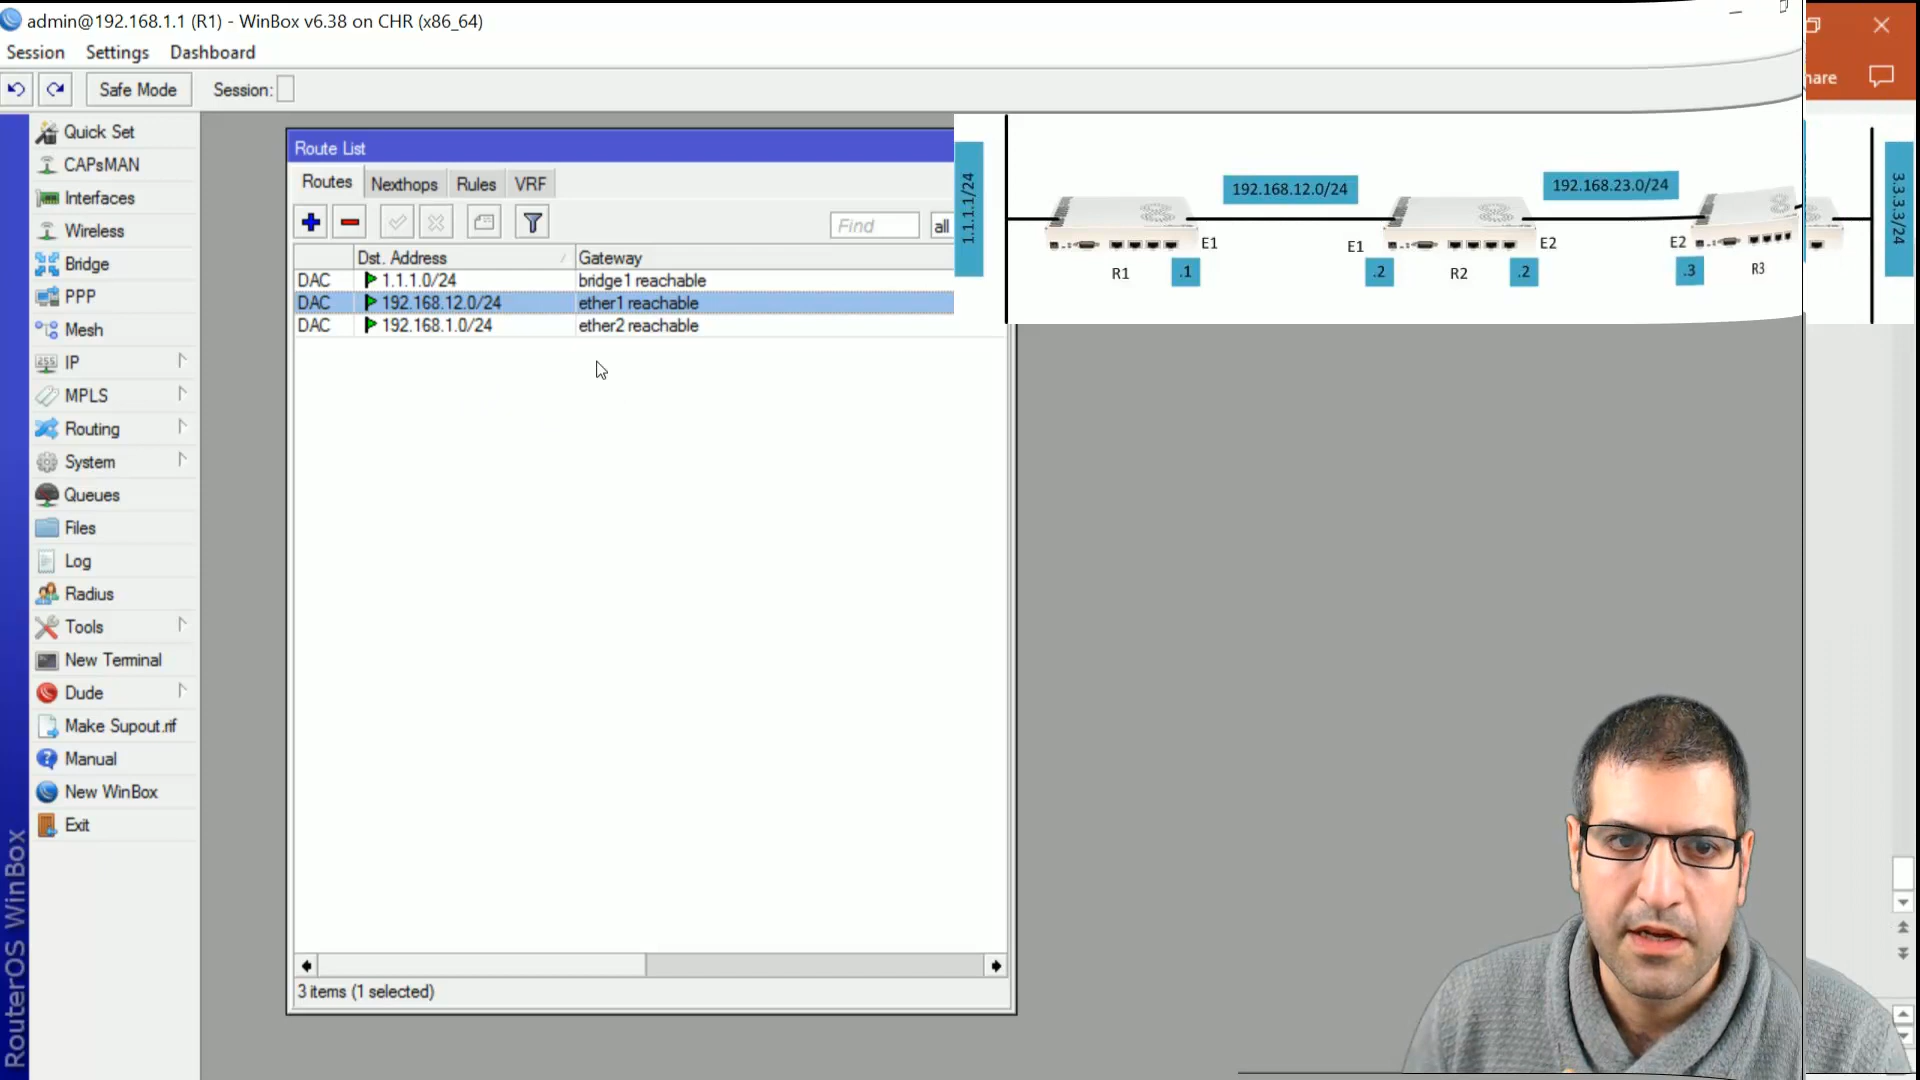 admin@192.168.1.1 (R1) - WinBox v6.38 on CHR (x86_64)
Session Settings Dashboard
Safe Mode Session:
hare
Quick Set
CAPsMAN
Interfaces
Wireless
Bridge
PPP
Mesh
IP
MPLS
Routing
System
Queues
Files
Log
Radius
Tools
New Terminal
Dude
Make Supout.rif
Manual
New WinBox
Exit
RouterOS WinBox
Route List
Routes Nexthops Rules VRF
Find all
Dst. Address Gateway
DAC 1.1.1.0/24 bridge1 reachable
DAC 192.168.12.0/24 ether1 reachable
DAC 192.168.1.0/24 ether2 reachable
3 items (1 selected)
1.1.1.1/24
192.168.12.0/24
192.168.23.0/24
3.3.3.3/24
E1 E1 E2 E2
R1 .1 .2 R2 .2 .3 R3